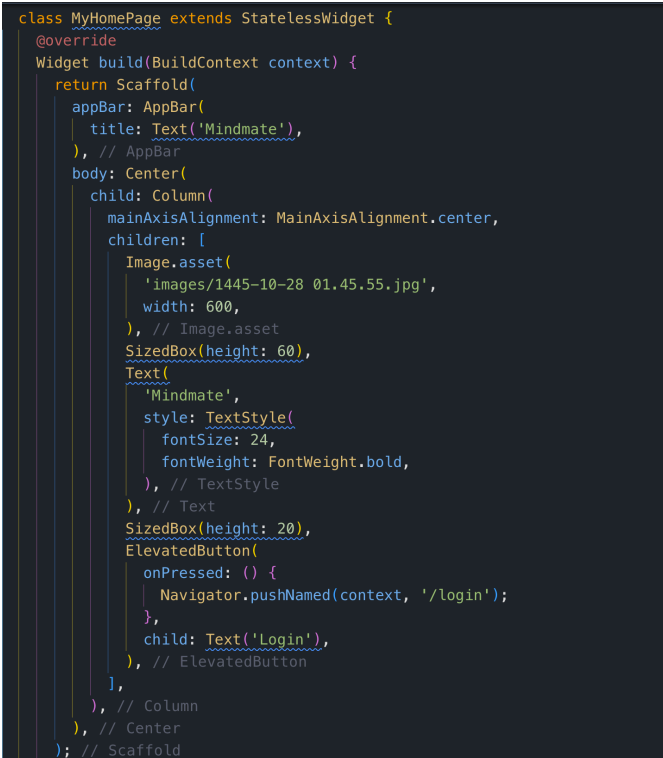 class MyHomePage extends StatelessWidget {
@override
Widget build(BuildContext context) {
return Scaffold(
appBar: AppBar(
title: Text('Mindmate'),
), // AppBar
body: Center(
child: Column(
mainAxisAlignment: MainAxisAlignment.center,
children: [
Image.asset(
'images/1445-10-28 01.45.55.jpg',
width: 600,
), // Image.asset
SizedBox(height: 60),
Text(
'Mindmate',
style: TextStyle(
fontSize: 24,
fontWeight: FontWeight.bold,
), // TextStyle
), // Text
SizedBox(height: 20),
ElevatedButton(
onPressed: () {
Navigator.pushNamed(context, '/login');
},
child: Text('Login'),
), // ElevatedButton
],
), // Column
), // Center
); // Scaffold